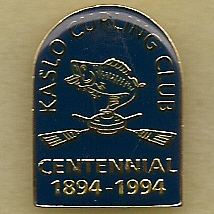 KASLO CURLING CLUB
CENTENNIAL
1894-1994